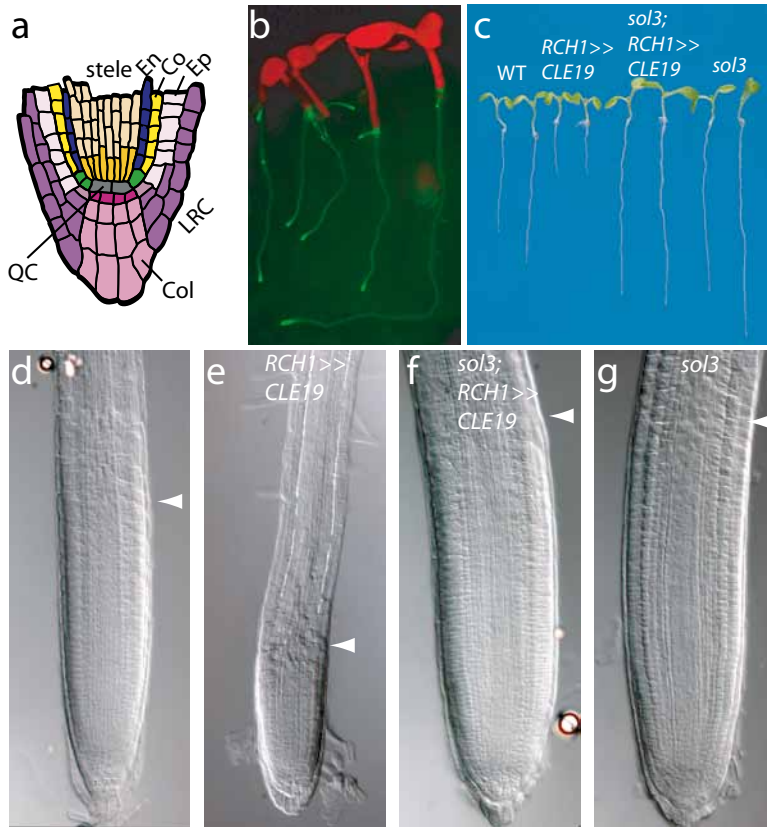 a
stele
En
Co
Ep
LRC
QC
Col
b
c
WT
RCH1>>
CLE19
sol3;
RCH1>>
CLE19
sol3
d
e
RCH1>>
CLE19
f
sol3;
RCH1>>
CLE19
g
sol3